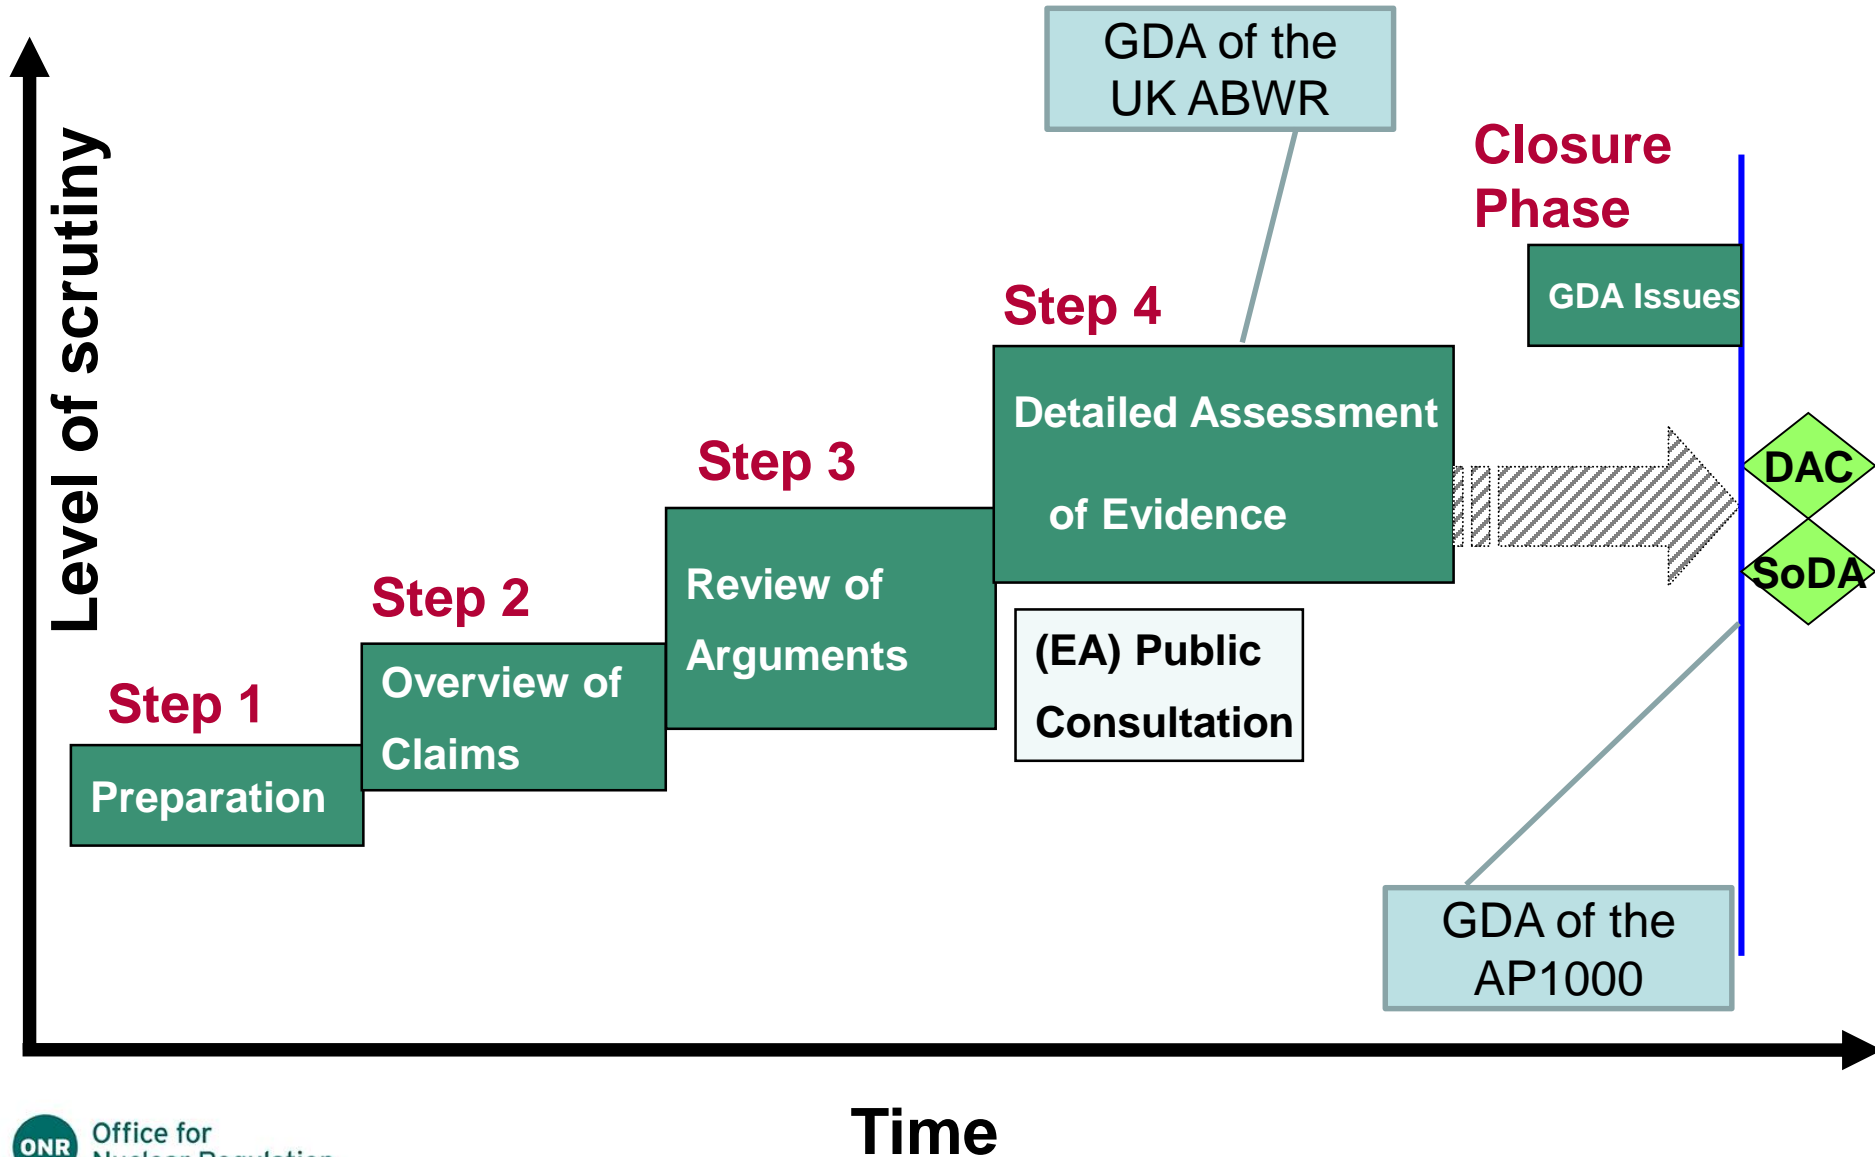 GDA of the
UK ABWR
Closure
Phase
GDA Issues
Level of scrutiny
Step 4
Detailed Assessment
of Evidence
Step 3
Review of
Arguments
Step 2
Overview of
Claims
Step 1
Preparation
(EA) Public
Consultation
DAC
SoDA
GDA of the
AP1000
Time
ONR
Office for
Nuclear Regulation